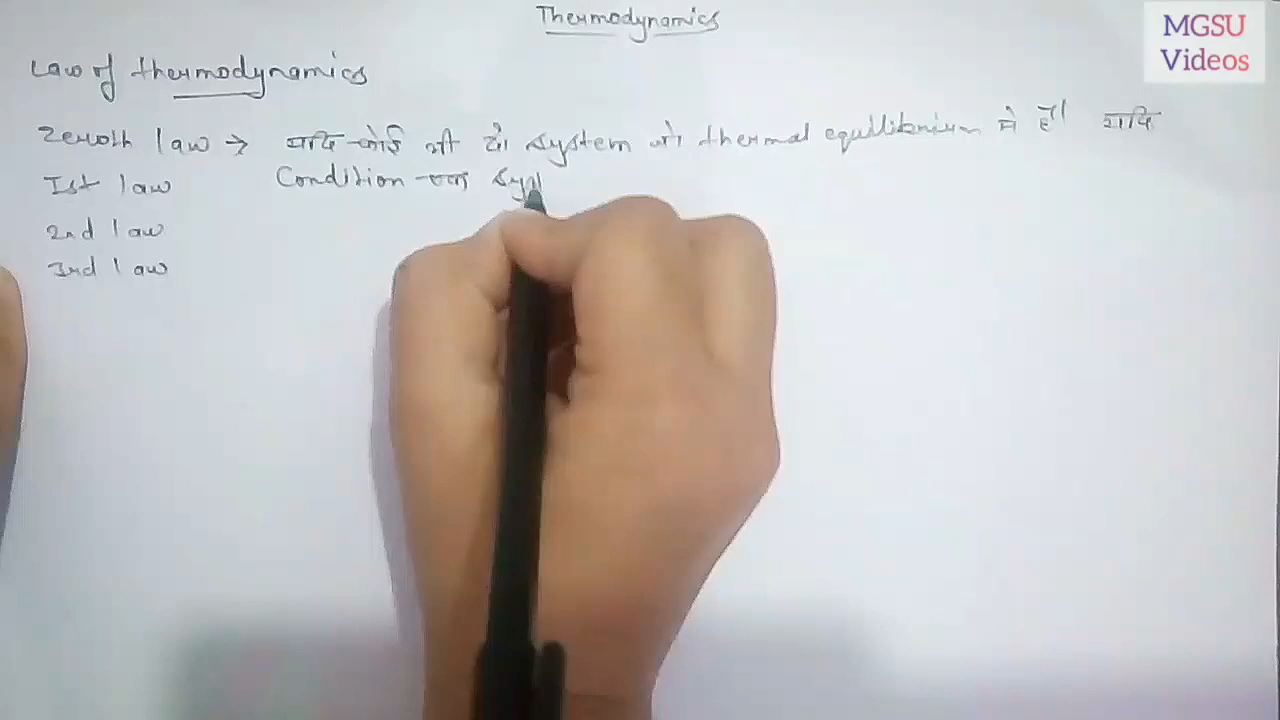 Thermodynamics
MGSU
Videos
Law of thermodynamics
Zeroth law → यदि कोई भी दो system जो thermal equilibrium मे हैं। यदि
Ist law Condition एक sys
2nd law
3rd law